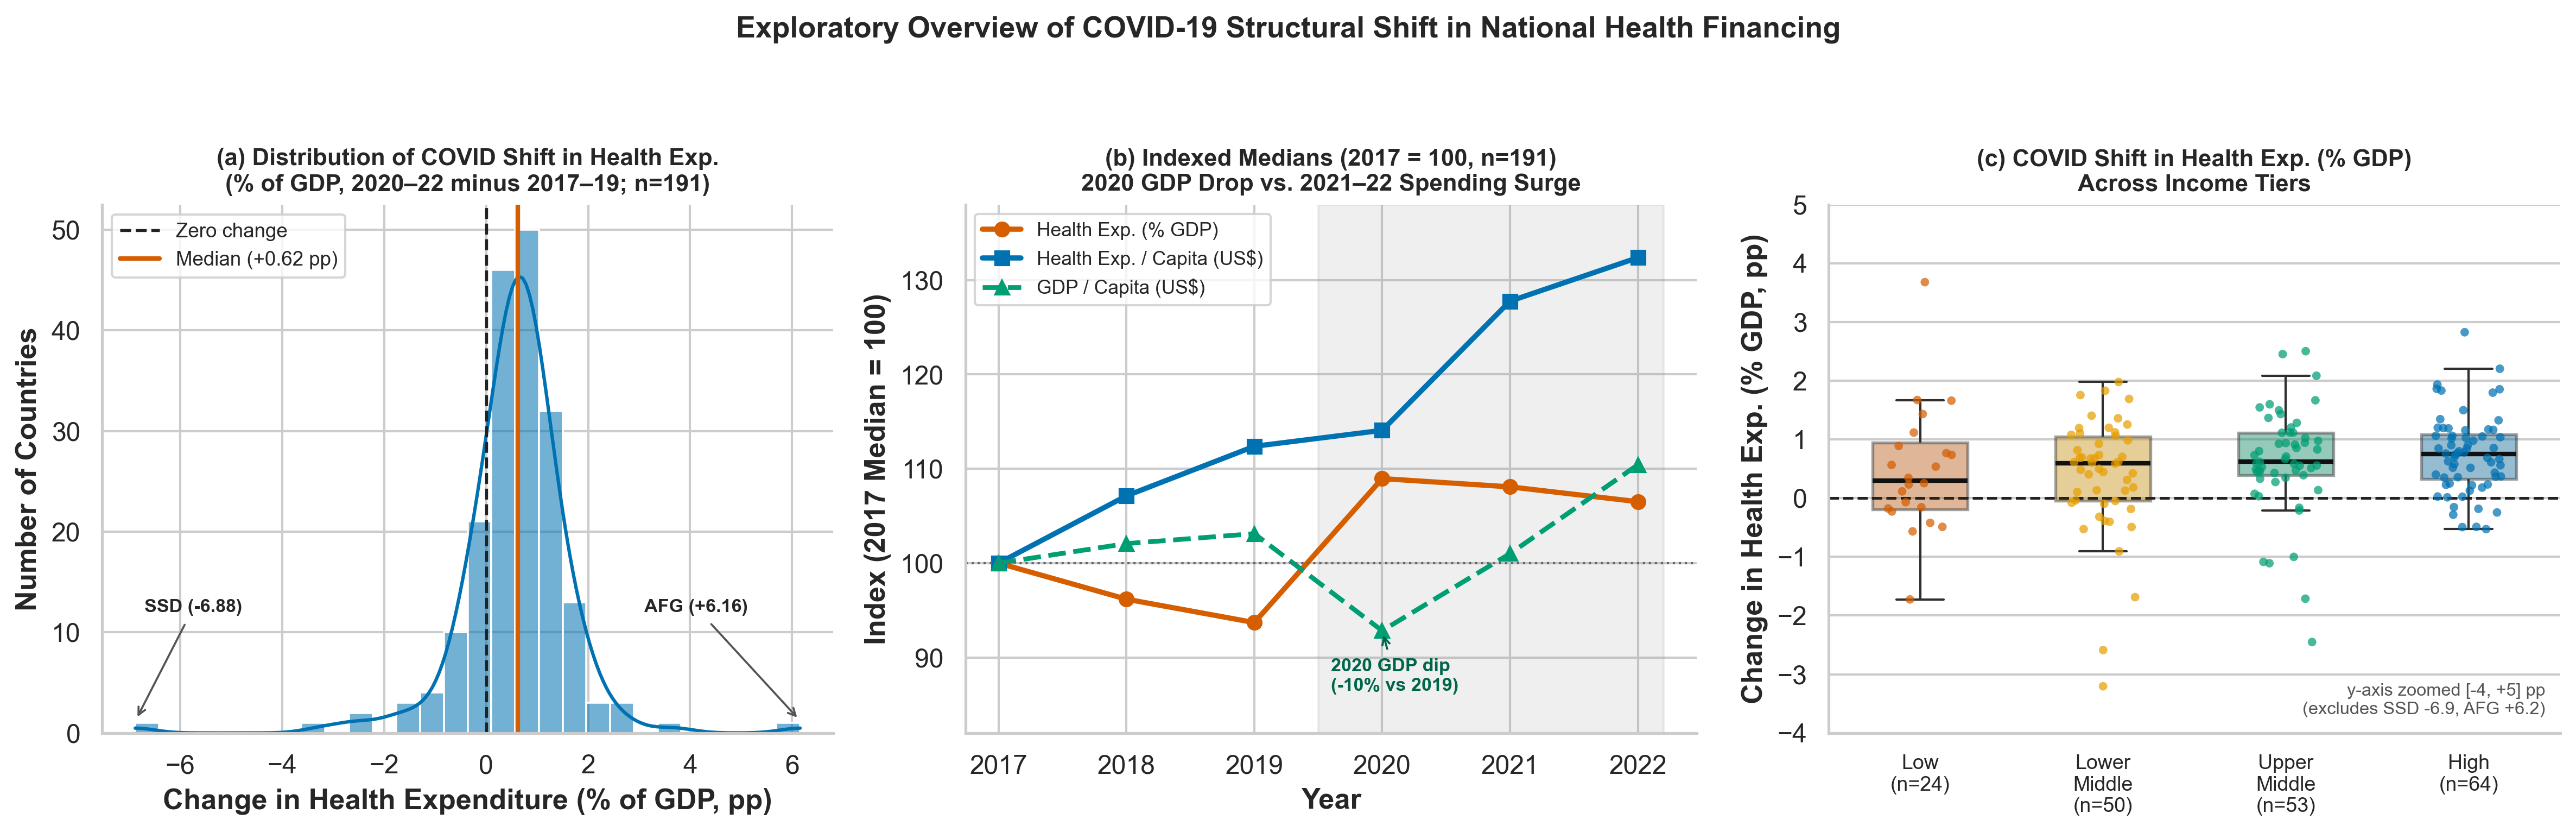 Exploratory Overview of COVID-19 Structural Shift in National Health Financing
(a) Distribution of COVID Shift in Health Exp.
(% of GDP, 2020–22 minus 2017–19; n=191)
Zero change
Median (+0.62 pp)
SSD (-6.88)
AFG (+6.16)
Number of Countries
50
40
30
20
10
0
−6
−4
−2
0
2
4
6
Change in Health Expenditure (% of GDP, pp)
(b) Indexed Medians (2017 = 100, n=191)
2020 GDP Drop vs. 2021–22 Spending Surge
Health Exp. (% GDP)
Health Exp. / Capita (US$)
GDP / Capita (US$)
2020 GDP dip
(-10% vs 2019)
Index (2017 Median = 100)
130
120
110
100
90
2017
2018
2019
2020
2021
2022
Year
(c) COVID Shift in Health Exp. (% GDP)
Across Income Tiers
Change in Health Exp. (% GDP, pp)
5
4
3
2
1
0
−1
−2
−3
−4
y-axis zoomed [-4, +5] pp
(excludes SSD -6.9, AFG +6.2)
Low
(n=24)
Lower
Middle
(n=50)
Upper
Middle
(n=53)
High
(n=64)